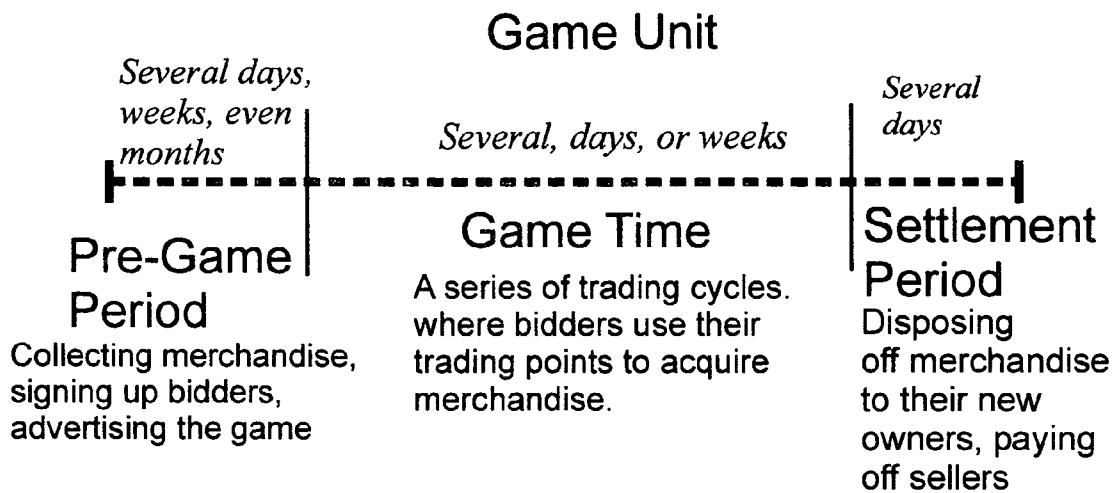 Game Unit
Several days,
weeks, even
months
Several, days, or weeks
Several
days
Pre-Game
Period
Collecting merchandise,
signing up bidders,
advertising the game
Game Time
A series of trading cycles.
where bidders use their
trading points to acquire
merchandise.
Settlement
Period
Disposing
off merchandise
to their new
owners, paying
off sellers